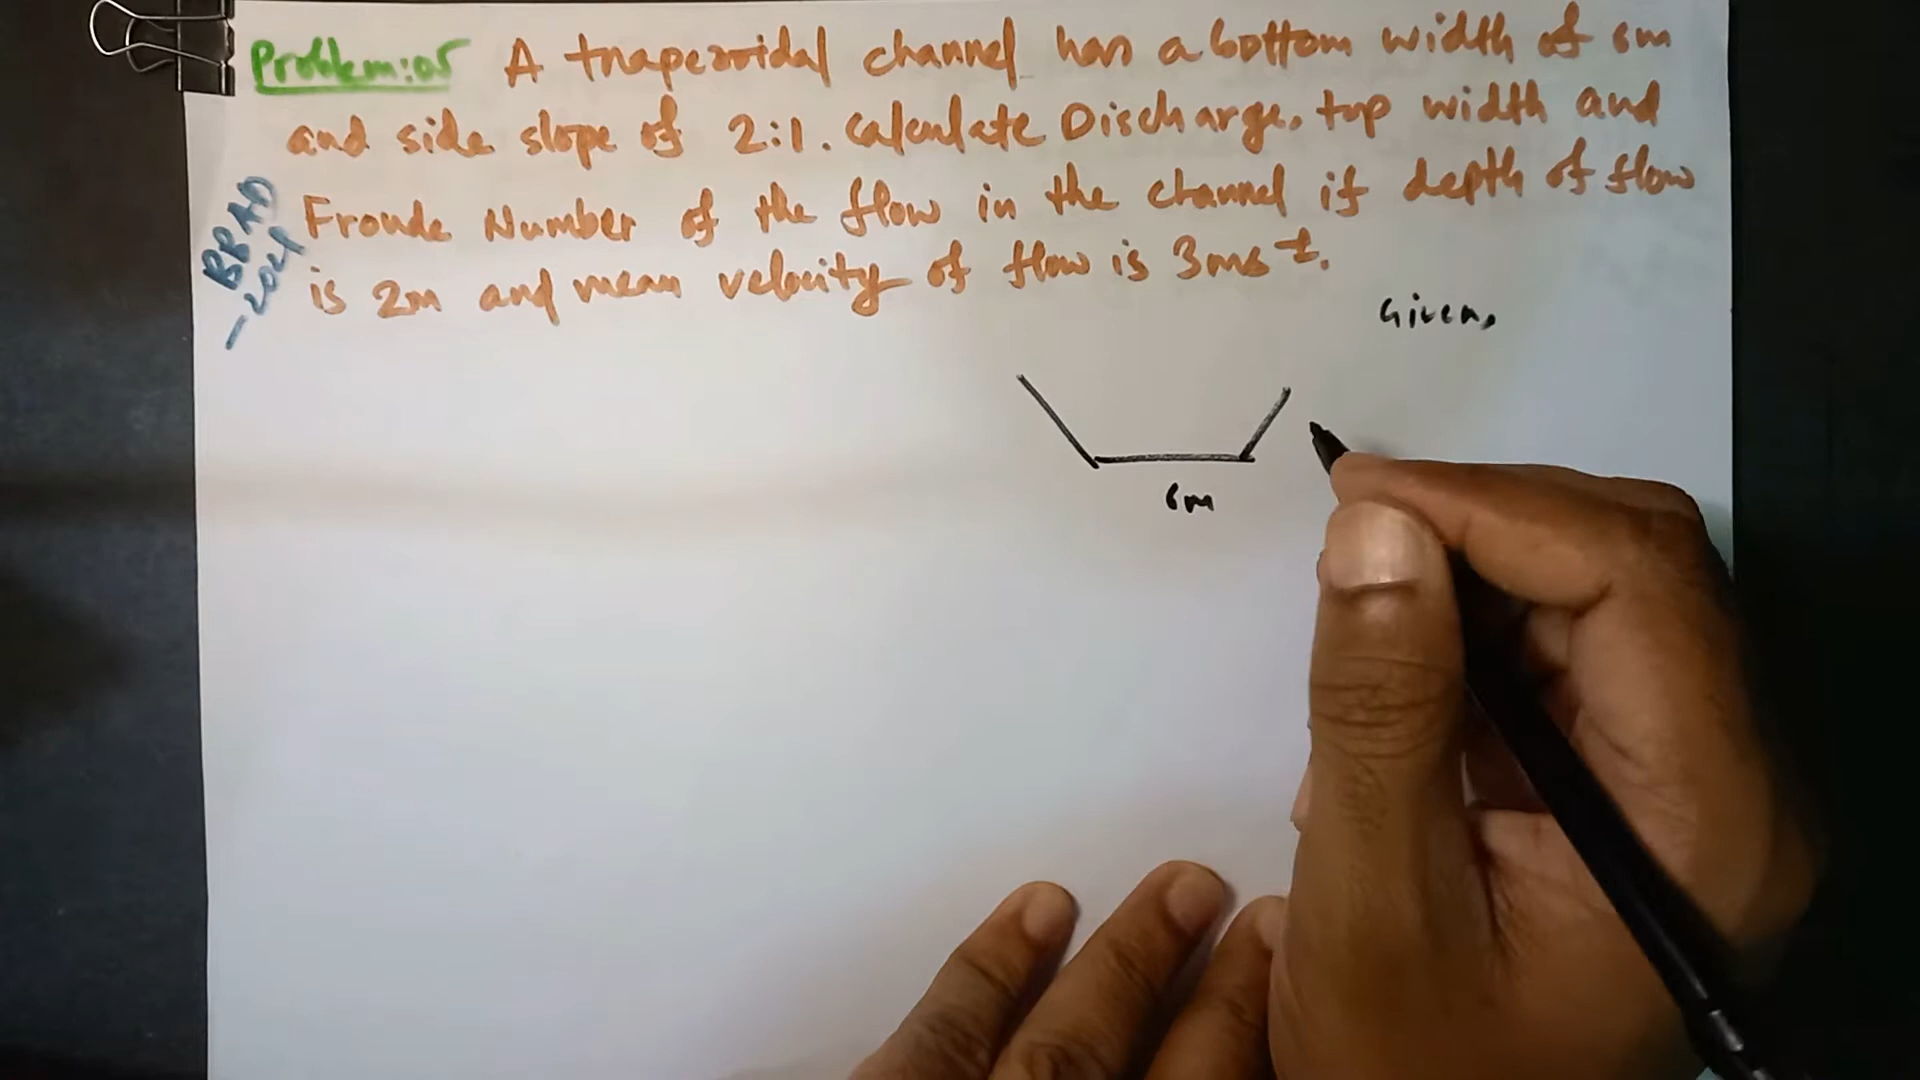 Problem: 05 A trapezoidal channel has a bottom width of 6m
and side slope of 2:1. Calculate Discharge, top width and
Froude Number of the flow in the channel if depth of flow
is 2m and mean velocity of flow is 3ms⁻¹.
BBAD
-2021
Given,
6m